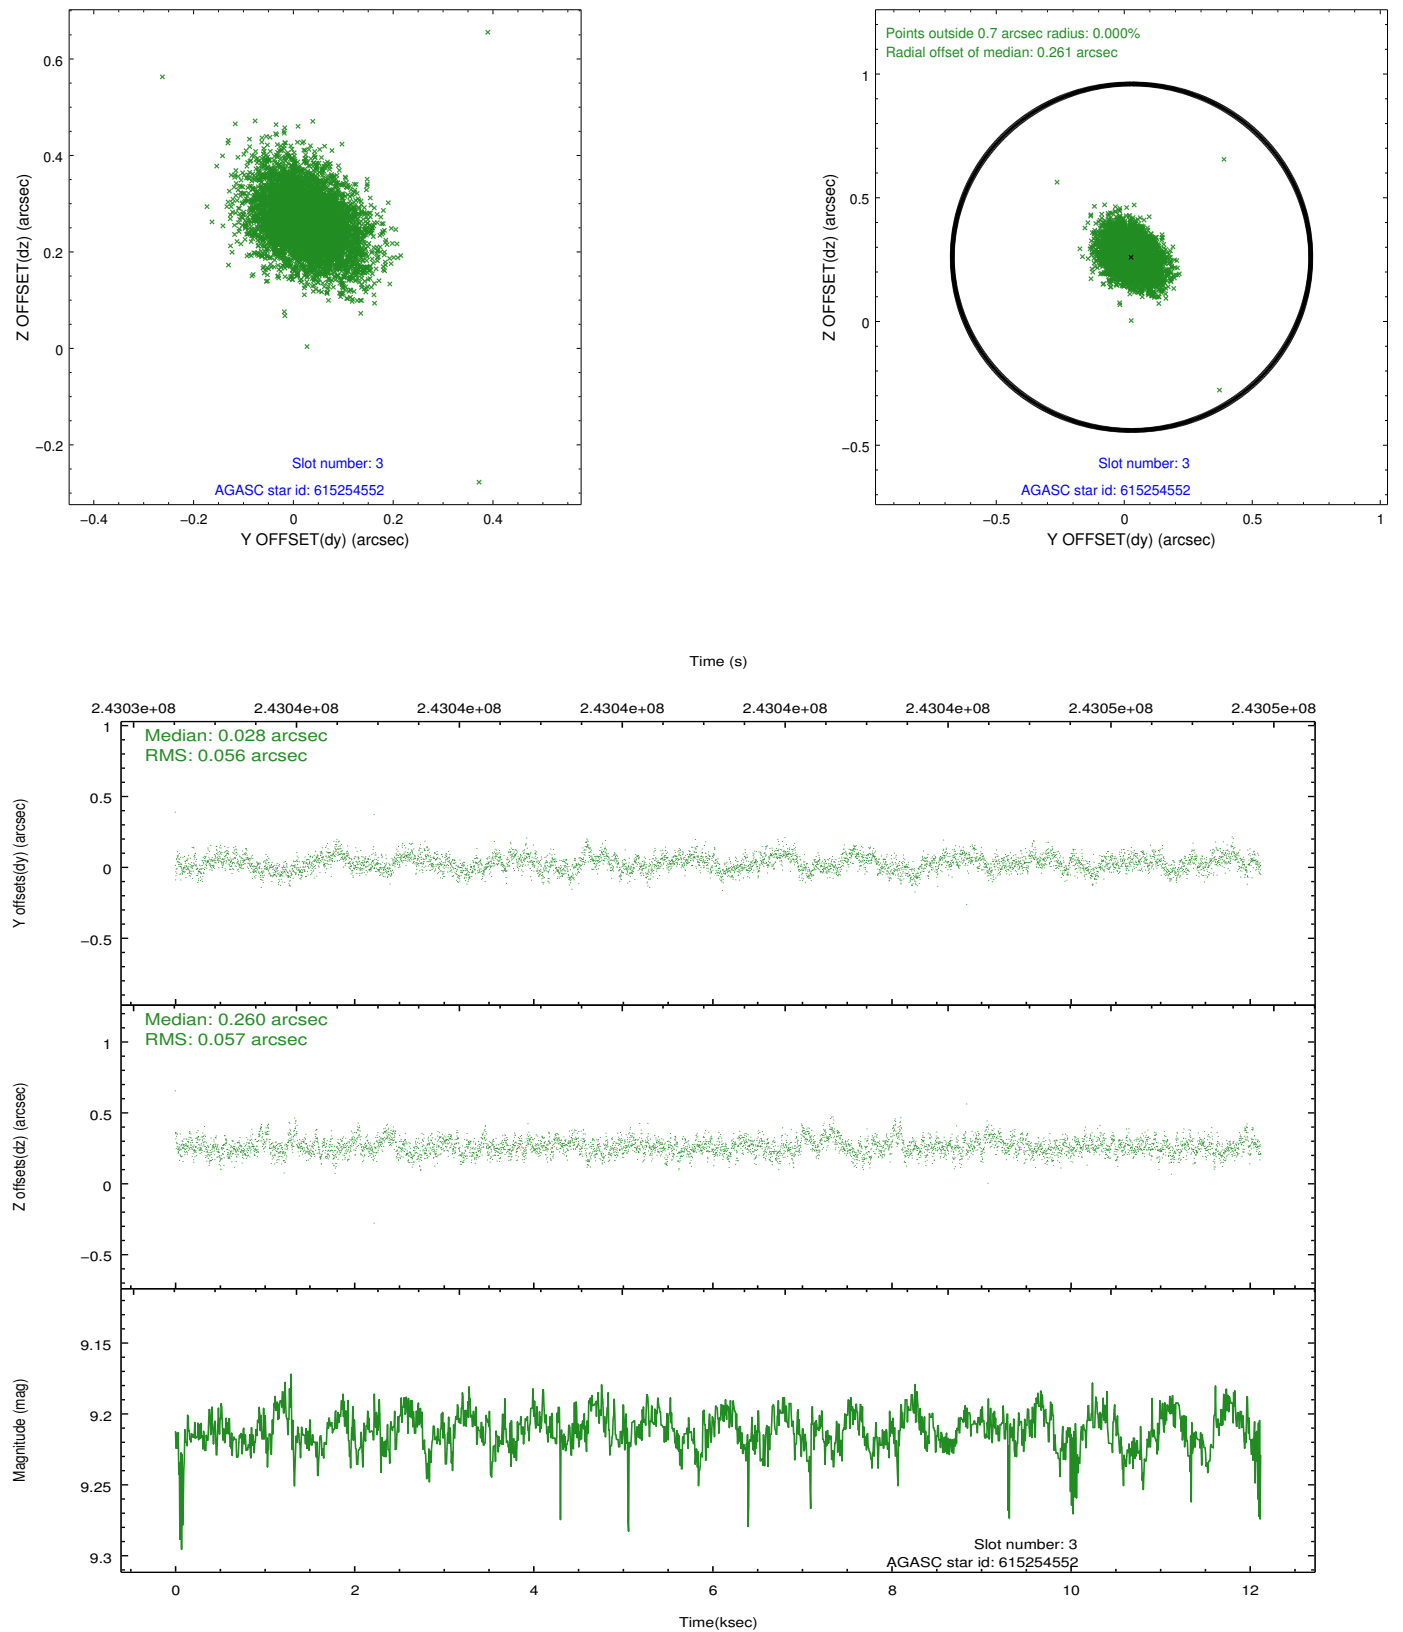 0.6
0.4
0.2
0
−0.2
Z OFFSET(dz) (arcsec)
Slot number: 3
AGASC star id: 615254552
−0.4 −0.2 0 0.2 0.4
Y OFFSET(dy) (arcsec)
Points outside 0.7 arcsec radius: 0.000%
Radial offset of median: 0.261 arcsec
1
0.5
0
−0.5
Z OFFSET(dz) (arcsec)
Slot number: 3
AGASC star id: 615254552
−0.5 0 0.5 1
Y OFFSET(dy) (arcsec)
Time (s)
2.4303e+08 2.4304e+08 2.4304e+08 2.4304e+08 2.4304e+08 2.4304e+08 2.4305e+08 2.4305e+08
Median: 0.028 arcsec
RMS: 0.056 arcsec
1
0.5
0
−0.5
Y offsets(dy) (arcsec)
Median: 0.260 arcsec
RMS: 0.057 arcsec
1
0.5
0
−0.5
Z offsets(dz) (arcsec)
9.15
9.2
9.25
9.3
Magnitude (mag)
Slot number: 3
AGASC star id: 615254552
0 2 4 6 8 10 12
Time(ksec)